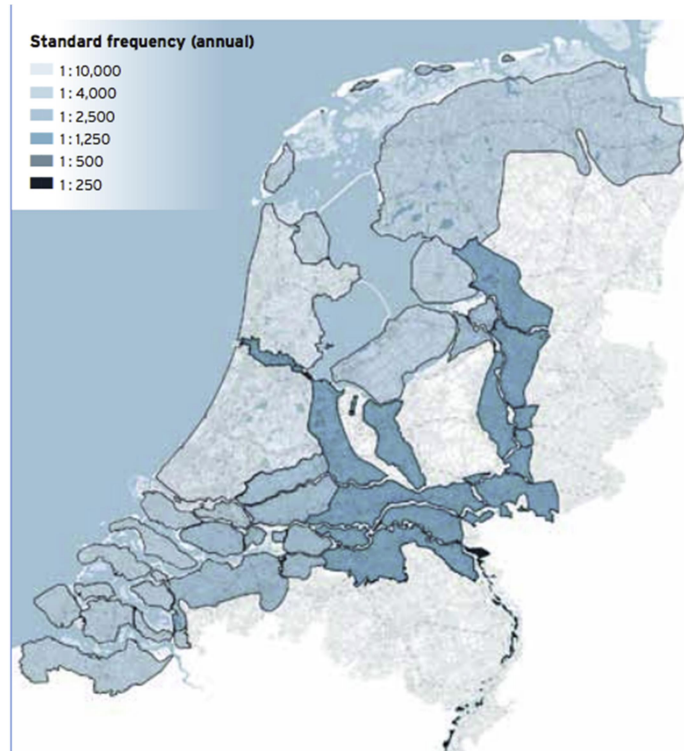 Standard frequency (annual)
1 : 10,000
1 : 4,000
1 : 2,500
1 : 1,250
1 : 500
1 : 250